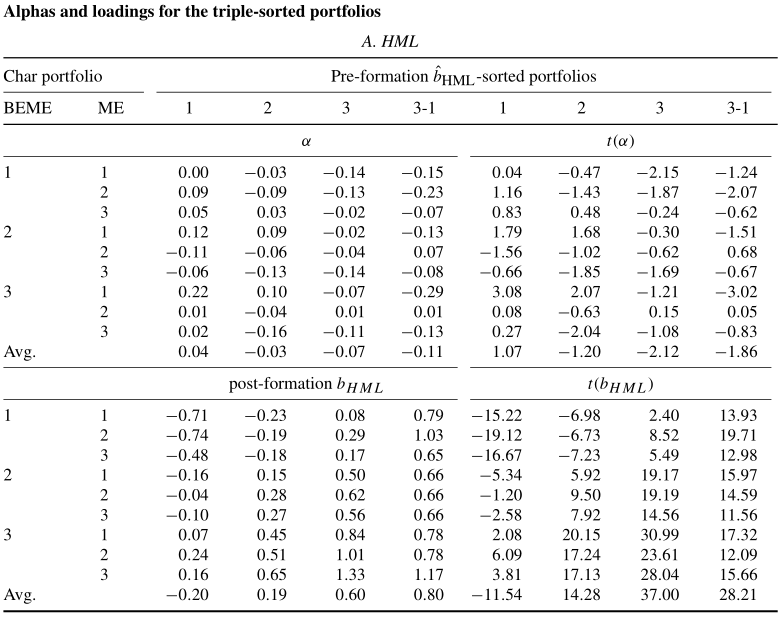 Alphas and loadings for the triple-sorted portfolios
A. HML
Char portfolio Pre-formation b̂HML-sorted portfolios
BEME ME 1 2 3 3-1 1 2 3 3-1
α t(α)
1 1 0.00 −0.03 −0.14 −0.15 0.04 −0.47 −2.15 −1.24
2 0.09 −0.09 −0.13 −0.23 1.16 −1.43 −1.87 −2.07
3 0.05 0.03 −0.02 −0.07 0.83 0.48 −0.24 −0.62
2 1 0.12 0.09 −0.02 −0.13 1.79 1.68 −0.30 −1.51
2 −0.11 −0.06 −0.04 0.07 −1.56 −1.02 −0.62 0.68
3 −0.06 −0.13 −0.14 −0.08 −0.66 −1.85 −1.69 −0.67
3 1 0.22 0.10 −0.07 −0.29 3.08 2.07 −1.21 −3.02
2 0.01 −0.04 0.01 0.01 0.08 −0.63 0.15 0.05
3 0.02 −0.16 −0.11 −0.13 0.27 −2.04 −1.08 −0.83
Avg. 0.04 −0.03 −0.07 −0.11 1.07 −1.20 −2.12 −1.86
post-formation bHML t(bHML)
1 1 −0.71 −0.23 0.08 0.79 −15.22 −6.98 2.40 13.93
2 −0.74 −0.19 0.29 1.03 −19.12 −6.73 8.52 19.71
3 −0.48 −0.18 0.17 0.65 −16.67 −7.23 5.49 12.98
2 1 −0.16 0.15 0.50 0.66 −5.34 5.92 19.17 15.97
2 −0.04 0.28 0.62 0.66 −1.20 9.50 19.19 14.59
3 −0.10 0.27 0.56 0.66 −2.58 7.92 14.56 11.56
3 1 0.07 0.45 0.84 0.78 2.08 20.15 30.99 17.32
2 0.24 0.51 1.01 0.78 6.09 17.24 23.61 12.09
3 0.16 0.65 1.33 1.17 3.81 17.13 28.04 15.66
Avg. −0.20 0.19 0.60 0.80 −11.54 14.28 37.00 28.21